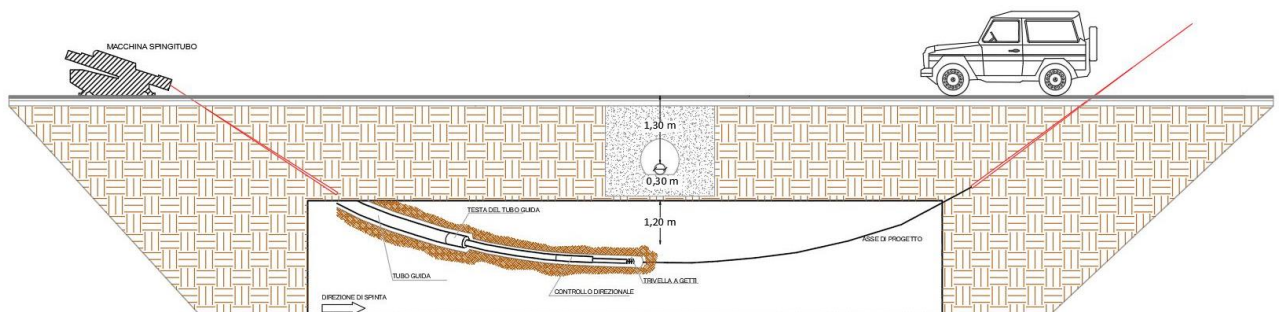 MACCHINA SPINGITUBO
1,30 m
0,30 m
TESTA DEL TUBO GUIDA
1,20 m
ASSE DI PROGETTO
TUBO GUIDA
TRIVELLA A GETTI
CONTROLLO DIREZIONALE
DIREZIONE DI SPINTA